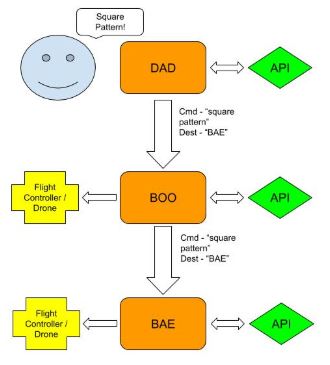 Square
Pattern!
DAD
API
Cmd - "square
pattern"
Dest - "BAE"
Flight
Controller /
Drone
BOO
API
Cmd - "square
pattern"
Dest - "BAE"
Flight
Controller /
Drone
BAE
API